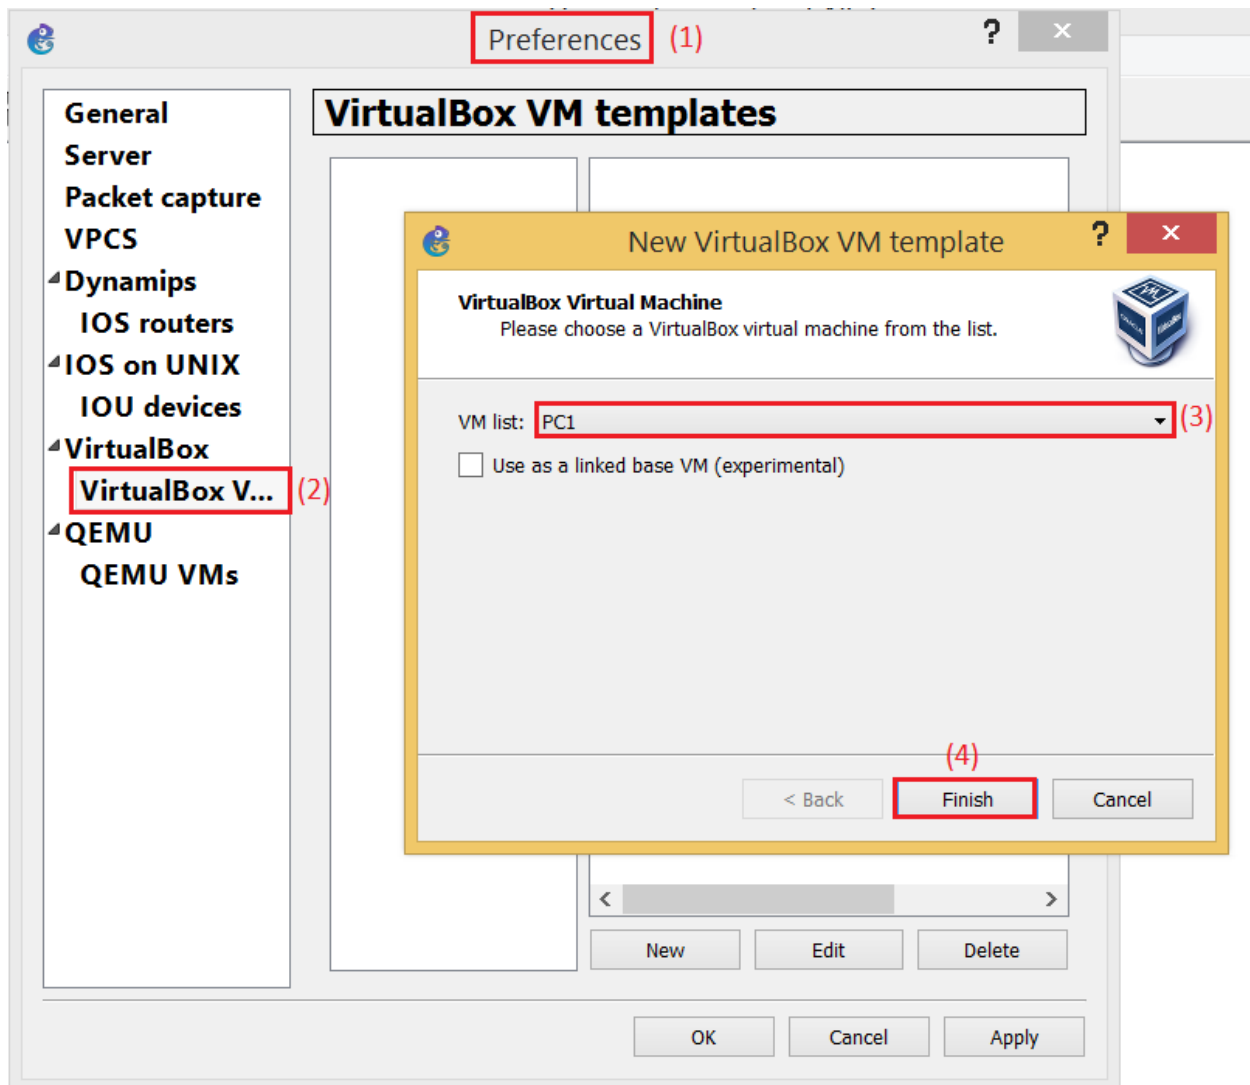 Preferences (1)
?
General
Server
Packet capture
VPCS
Dynamips
IOS routers
IOS on UNIX
IOU devices
VirtualBox
VirtualBox V... (2)
QEMU
QEMU VMs
VirtualBox VM templates
New VirtualBox VM template
?
VirtualBox Virtual Machine
Please choose a VirtualBox virtual machine from the list.
ORACLE
VirtualBox
VM list: PC1 (3)
Use as a linked base VM (experimental)
(4)
< Back Finish Cancel
New Edit Delete
OK Cancel Apply